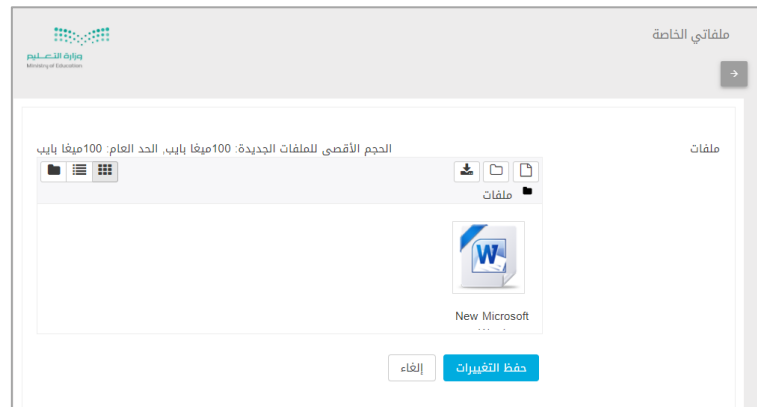 ملفاتي الخاصة
وزارة التعـــليم
Ministry of Education
ملفات
الحجم الأقصى للملفات الجديدة: 100ميغا بايب, الحد العام: 100ميغا بايب
ملفات
W
New Microsoft
حفظ التغييرات
إلغاء